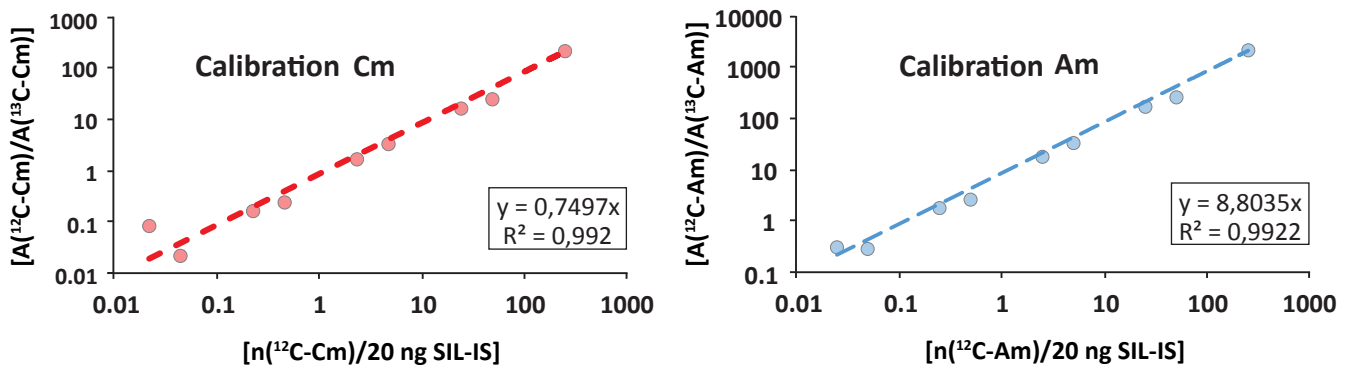 [A(¹²C-Cm)/A(¹³C-Cm)]
1000
100
10
1
0.1
0.01
Calibration Cm
y = 0,7497x
R² = 0,992
0.01 0.1 1 10 100 1000
[n(¹²C-Cm)/20 ng SIL-IS]
[A(¹²C-Am)/A(¹³C-Am)]
10000
1000
100
10
1
0.1
Calibration Am
y = 8,8035x
R² = 0,9922
0.01 0.1 1 10 100 1000
[n(¹²C-Am)/20 ng SIL-IS]